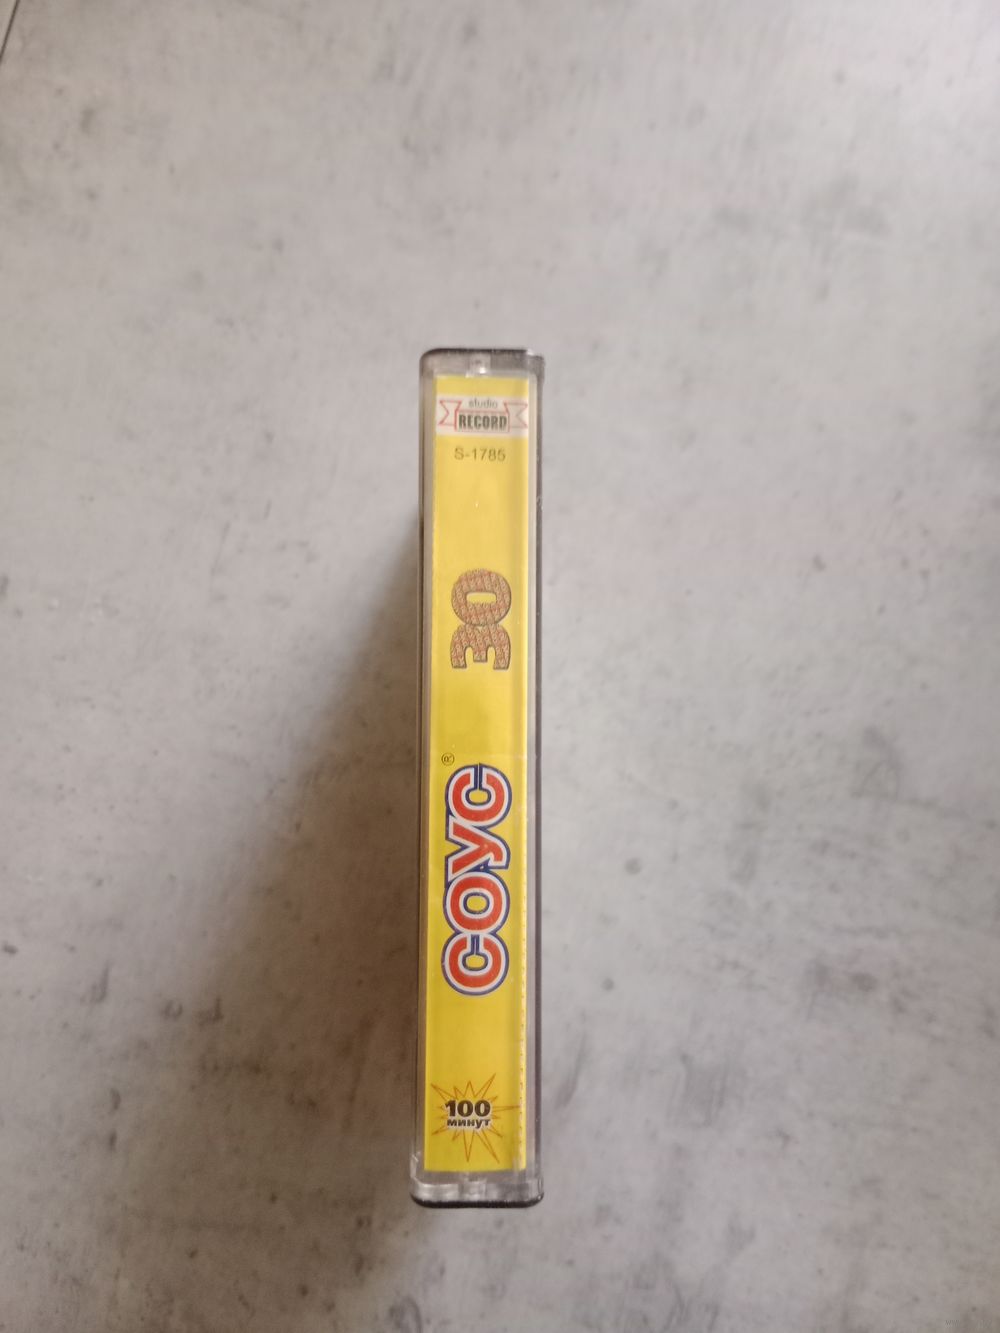 studio
RECORD
S-1785
30
СОУС®
100
минут